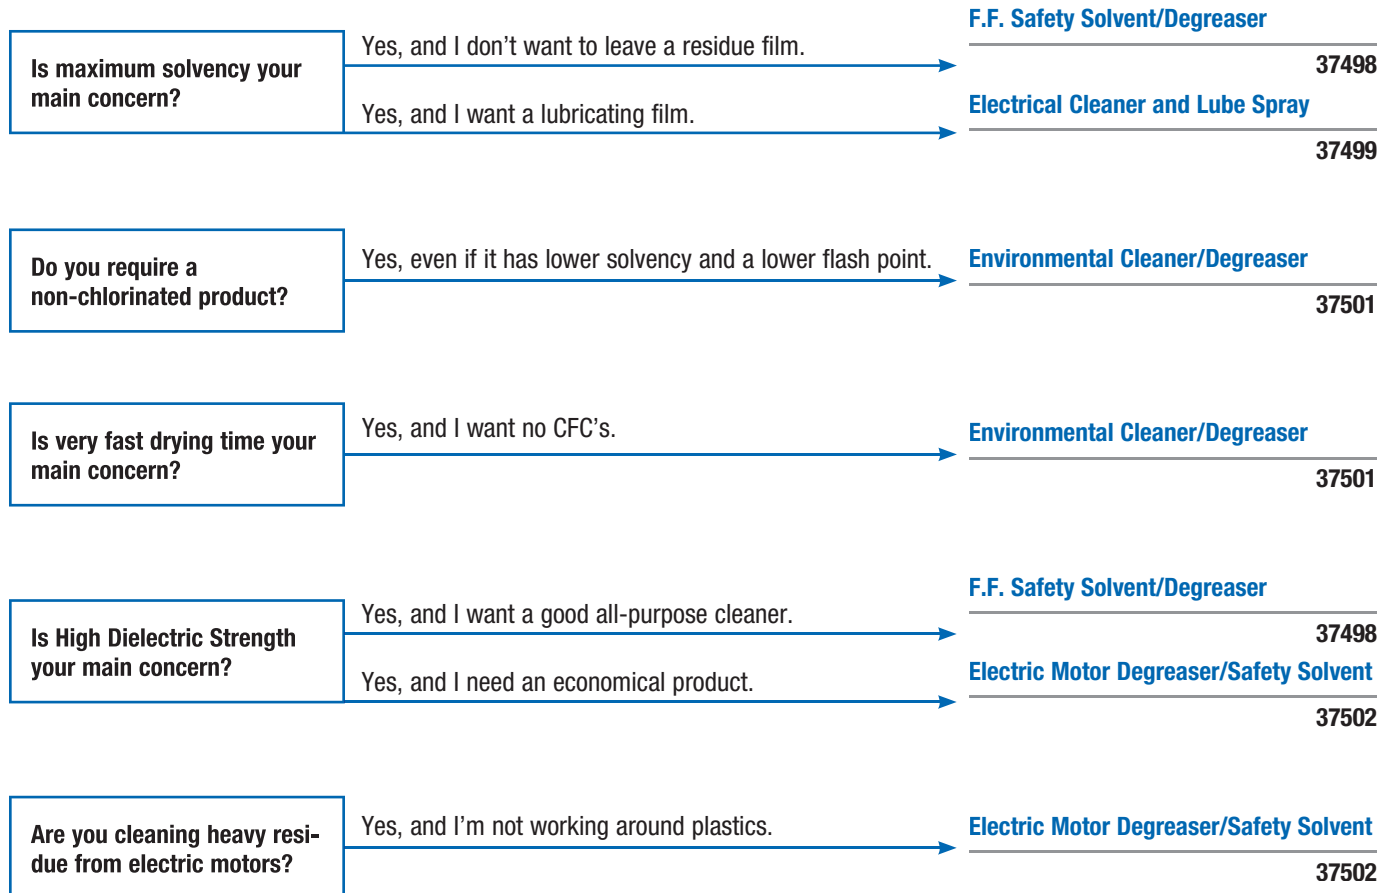 Is maximum solvency your
main concern?
Yes, and I don’t want to leave a residue film.
F.F. Safety Solvent/Degreaser
37498
Yes, and I want a lubricating film.
Electrical Cleaner and Lube Spray
37499
Do you require a
non-chlorinated product?
Yes, even if it has lower solvency and a lower flash point.
Environmental Cleaner/Degreaser
37501
Is very fast drying time your
main concern?
Yes, and I want no CFC’s.
Environmental Cleaner/Degreaser
37501
Is High Dielectric Strength
your main concern?
Yes, and I want a good all-purpose cleaner.
F.F. Safety Solvent/Degreaser
37498
Yes, and I need an economical product.
Electric Motor Degreaser/Safety Solvent
37502
Are you cleaning heavy resi-
due from electric motors?
Yes, and I’m not working around plastics.
Electric Motor Degreaser/Safety Solvent
37502